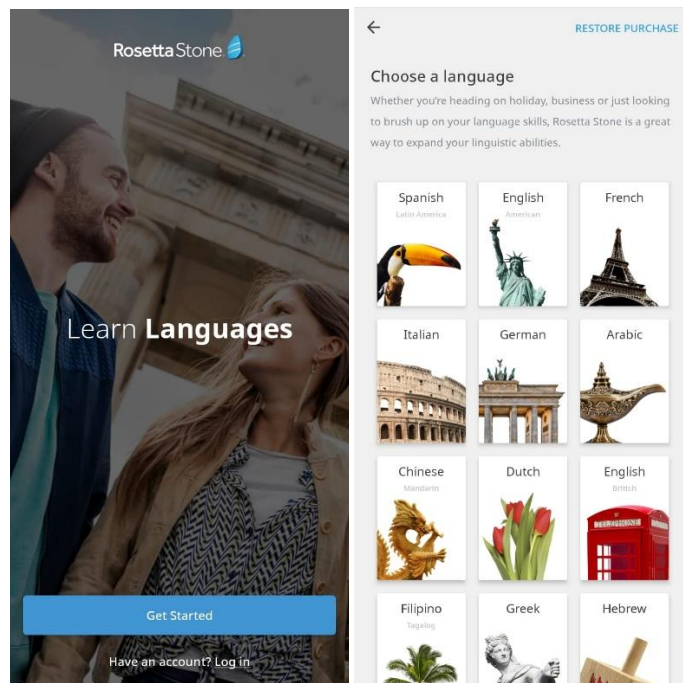 Rosetta Stone
Learn Languages
Get Started
Have an account? Log in
RESTORE PURCHASE
Choose a language
Whether you're heading on holiday, business or just looking
to brush up on your language skills, Rosetta Stone is a great
way to expand your linguistic abilities.
Spanish
Latin America
English
American
French
Italian
German
Arabic
Chinese
Mandarin
Dutch
English
British
TELEPHONE
Filipino
Tagalog
Greek
Hebrew